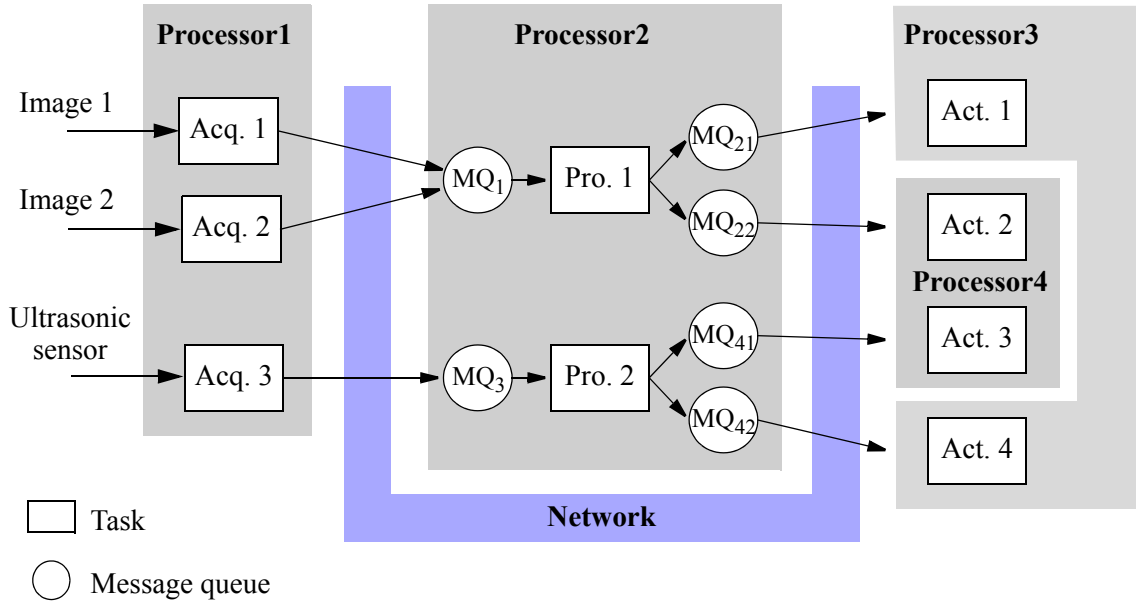 Processor1
Processor2
Processor3
Image 1
Acq. 1
MQ1
Pro. 1
MQ21
Act. 1
Image 2
Acq. 2
MQ22
Act. 2
Processor4
Ultrasonic
sensor
Acq. 3
MQ3
Pro. 2
MQ41
Act. 3
MQ42
Act. 4
Network
Task
Message queue